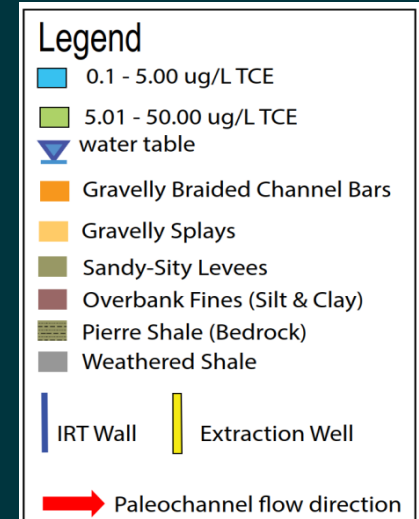 Legend
0.1 - 5.00 ug/L TCE
5.01 - 50.00 ug/L TCE
water table
Gravelly Braided Channel Bars
Gravelly Splays
Sandy-Sity Levees
Overbank Fines (Silt & Clay)
Pierre Shale (Bedrock)
Weathered Shale
IRT Wall Extraction Well
Paleochannel flow direction